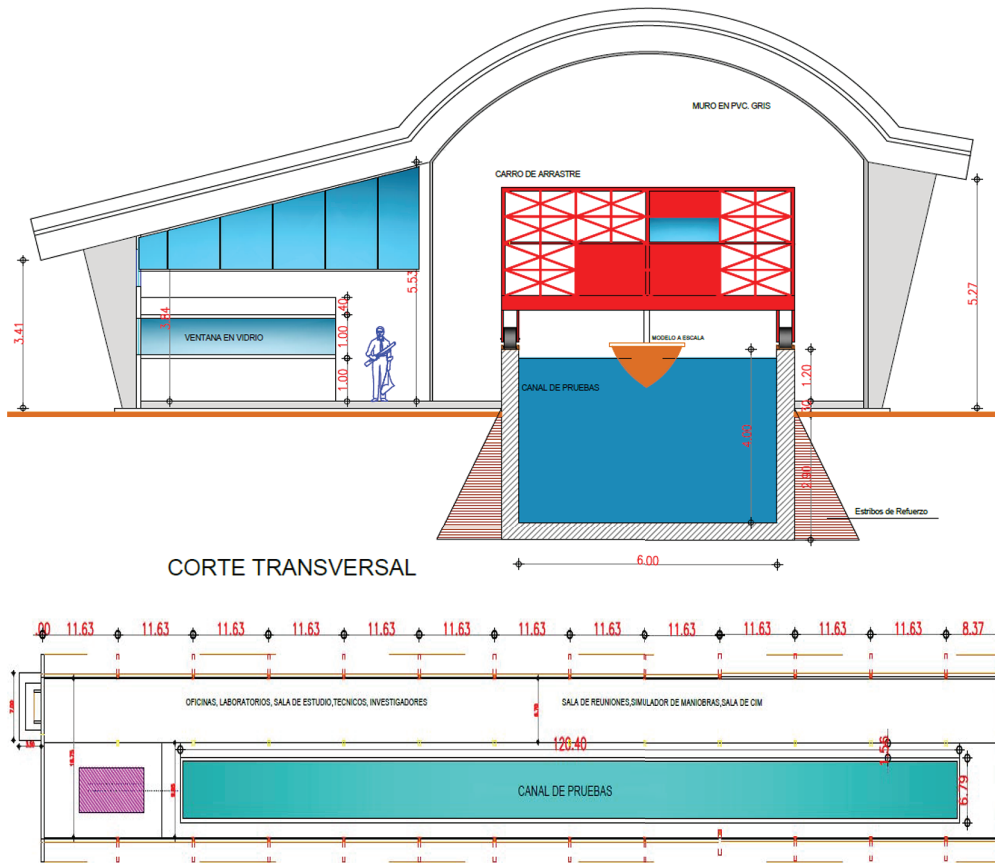 MURO EN PVC. GRIS
CARRO DE ARRASTRE
5.53
5.27
3.41
3.84
.40
1.00
1.00
VENTANA EN VIDRIO
MODELO A ESCALA
CANAL DE PRUEBAS
1.20
.30
2.90
Estribos de Refuerzo
6.00
CORTE TRANSVERSAL
.00 11.63 11.63 11.63 11.63 11.63 11.63 11.63 11.63 11.63 11.63 11.63 11.63 8.37
OFICINAS, LABORATORIOS, SALA DE ESTUDIO,TECNICOS, INVESTIGADORES
SALA DE REUNIONES,SIMULADOR DE MANIOBRAS,SALA DE CIM
120.40
CANAL DE PRUEBAS
6.79